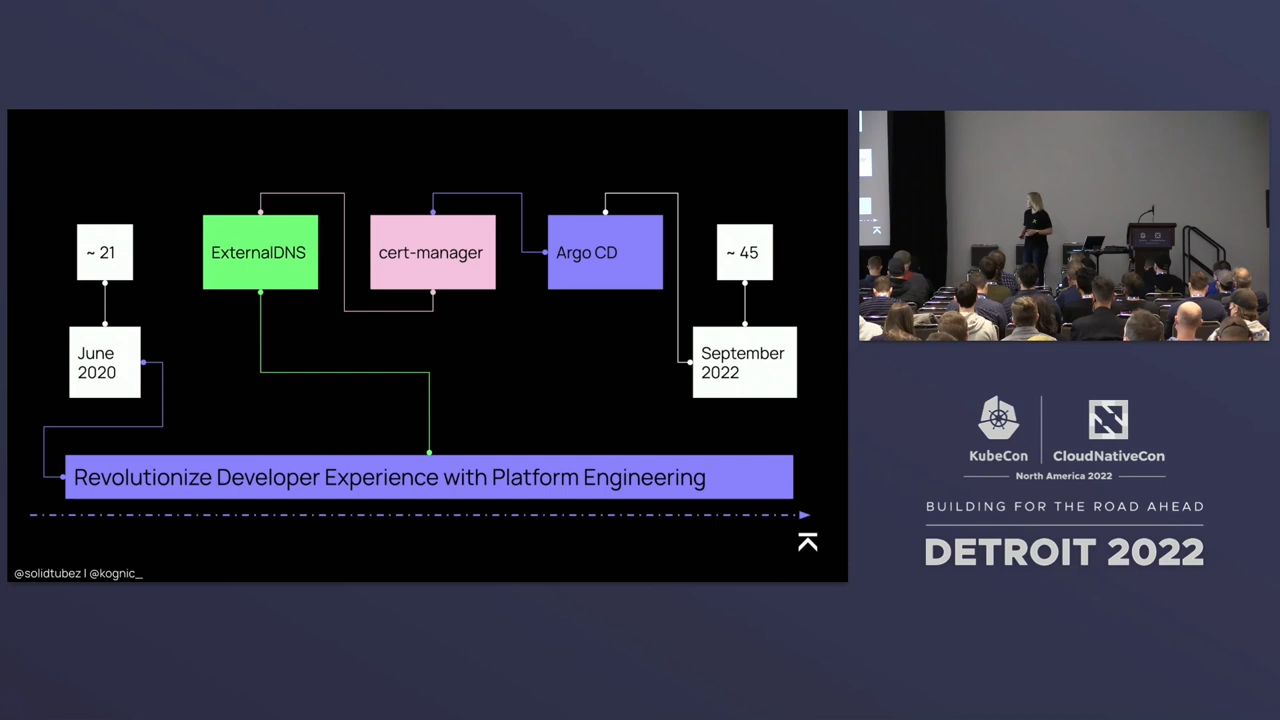 ~ 21
ExternalDNS
cert-manager
Argo CD
~ 45
June
2020
September
2022
Revolutionize Developer Experience with Platform Engineering
@solidtubez | @kognic_
KubeCon
CloudNativeCon
North America 2022
BUILDING FOR THE ROAD AHEAD
DETROIT 2022